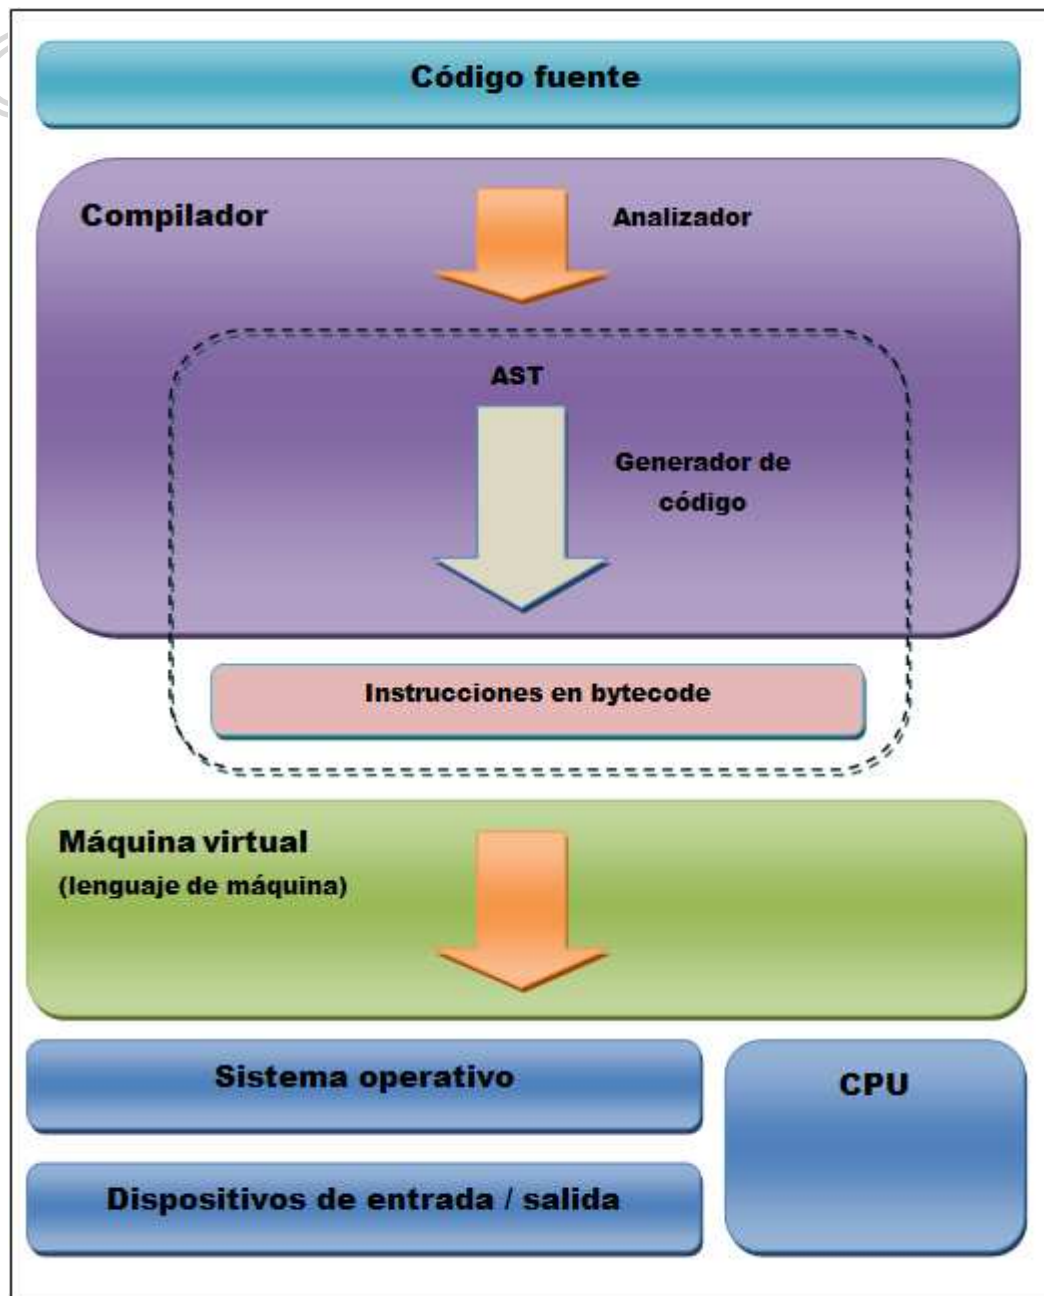 Código fuente
Compilador
Analizador
AST
Generador de
código
Instrucciones en bytecode
Máquina virtual
(lenguaje de máquina)
Sistema operativo
CPU
Dispositivos de entrada / salida